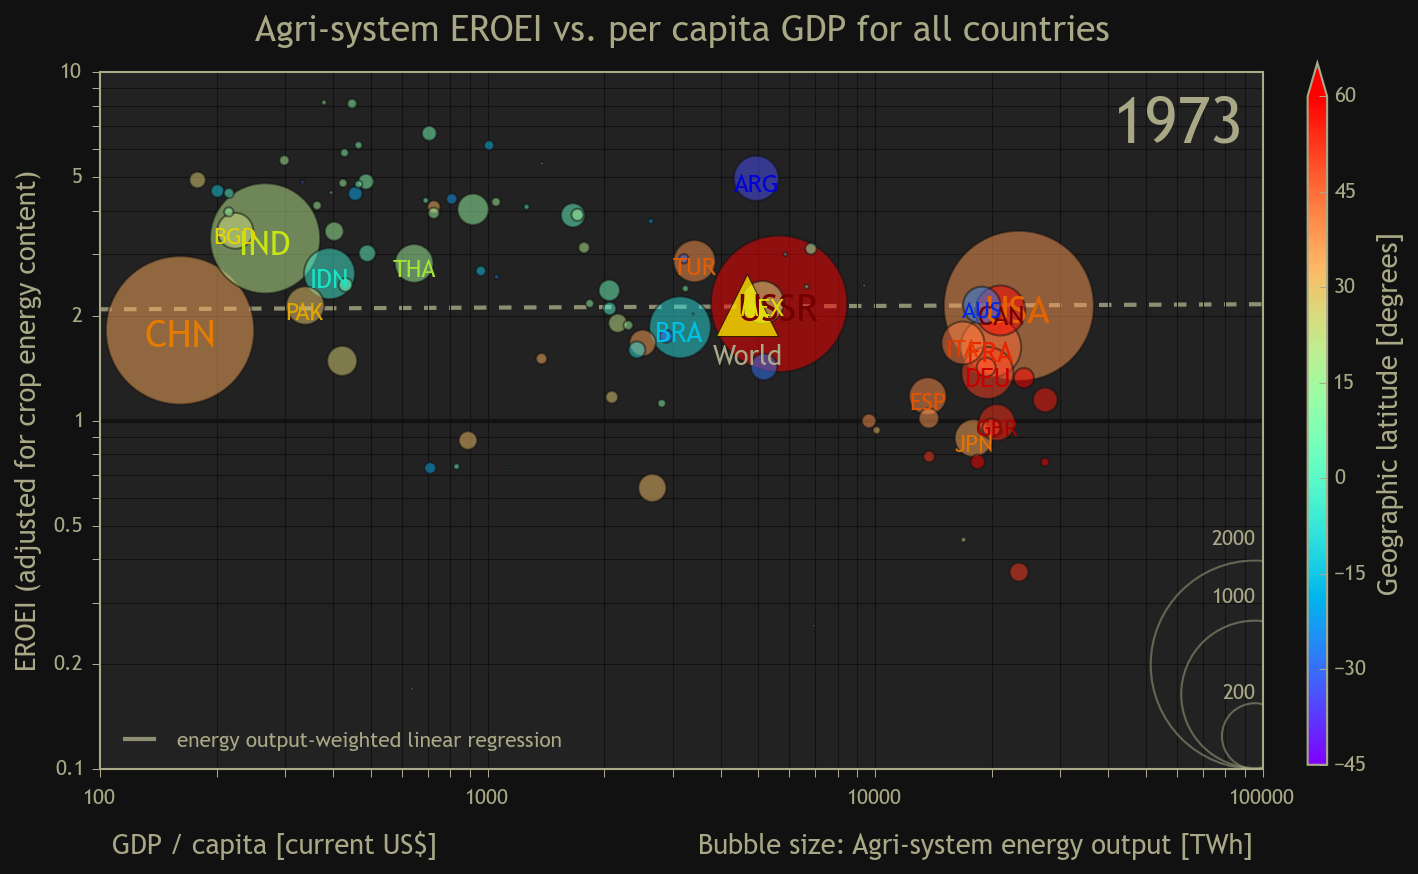 Agri-system EROEI vs. per capita GDP for all countries
1973
EROEI (adjusted for crop energy content)
10
5
2
1
0.5
0.2
0.1
CHN
BGD
IND
IDN
PAK
THA
TUR
BRA
ARG
USSR
MEX
World
USA
AUS
CAN
ITA
FRA
DEU
ESP
GBR
JPN
2000
1000
200
energy output-weighted linear regression
100
1000
10000
100000
GDP / capita [current US$]
Bubble size: Agri-system energy output [TWh]
60
45
30
15
0
−15
−30
−45
Geographic latitude [degrees]